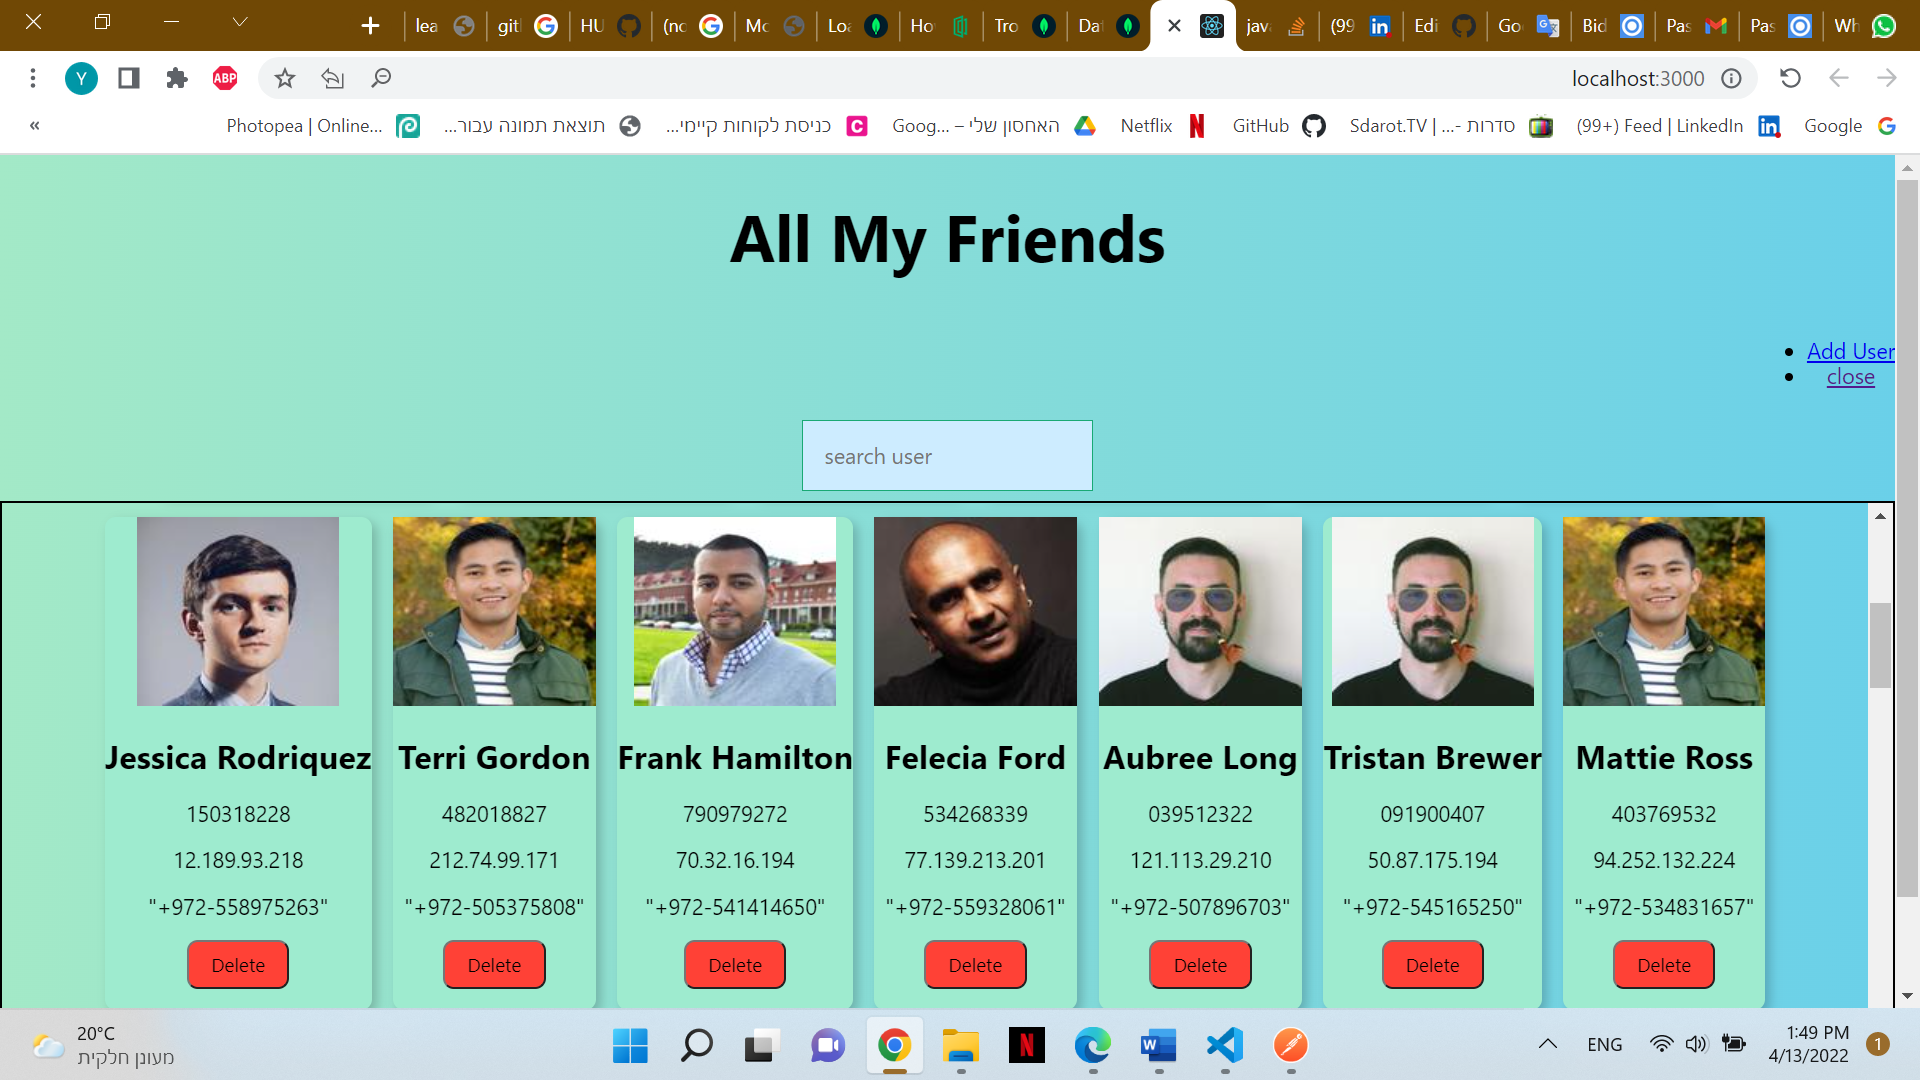 lea
git
HU
(no
Mo
Loa
Ho
Tro
Dat
java
(99
Edi
Go
Bid
Pas
Pas
Wh
Y
ABP
localhost:3000
«
Photopea | Online...
תוצאת תמונה עבור...
כניסת לקוחות קיימי...
האחסון שלי – Goog...
Netflix
GitHub
סדרות -... | Sdarot.TV
(99+) Feed | LinkedIn
Google
All My Friends
Add User
close
search user
Jessica Rodriquez
150318228
12.189.93.218
"+972-558975263"
Delete
Terri Gordon
482018827
212.74.99.171
"+972-505375808"
Delete
Frank Hamilton
790979272
70.32.16.194
"+972-541414650"
Delete
Felecia Ford
534268339
77.139.213.201
"+972-559328061"
Delete
Aubree Long
039512322
121.113.29.210
"+972-507896703"
Delete
Tristan Brewer
091900407
50.87.175.194
"+972-545165250"
Delete
Mattie Ross
403769532
94.252.132.224
"+972-534831657"
Delete
20°C
מעונן חלקית
ENG
1:49 PM
4/13/2022
1